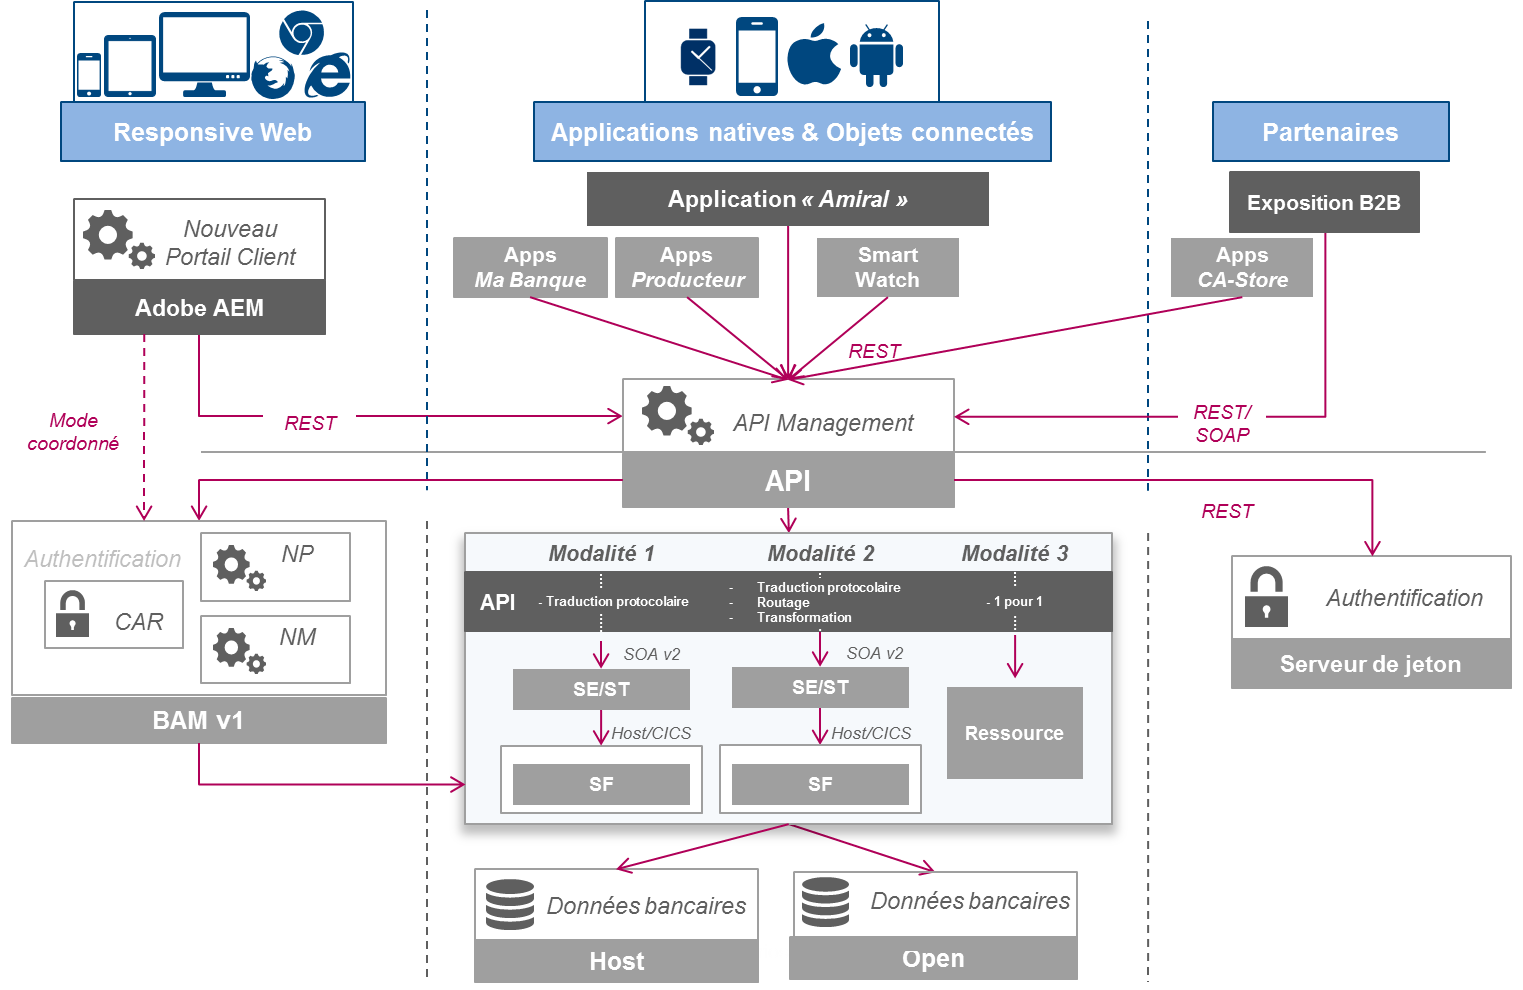 Responsive Web
Applications natives & Objets connectés
Partenaires
Nouveau
Portail Client
Adobe AEM
Application « Amiral »
Exposition B2B
Apps
Ma Banque
Apps
Producteur
Smart
Watch
Apps
CA-Store
REST
Mode
coordonné
REST
API Management
REST/
SOAP
API
REST
Authentification
NP
CAR
NM
BAM v1
Modalité 1
Modalité 2
Modalité 3
API
- Traduction protocolaire
- Traduction protocolaire
- Routage
- Transformation
- 1 pour 1
SOA v2
SOA v2
SE/ST
SE/ST
Ressource
Host/CICS
Host/CICS
SF
SF
Authentification
Serveur de jeton
Données bancaires
Host
Données bancaires
Open